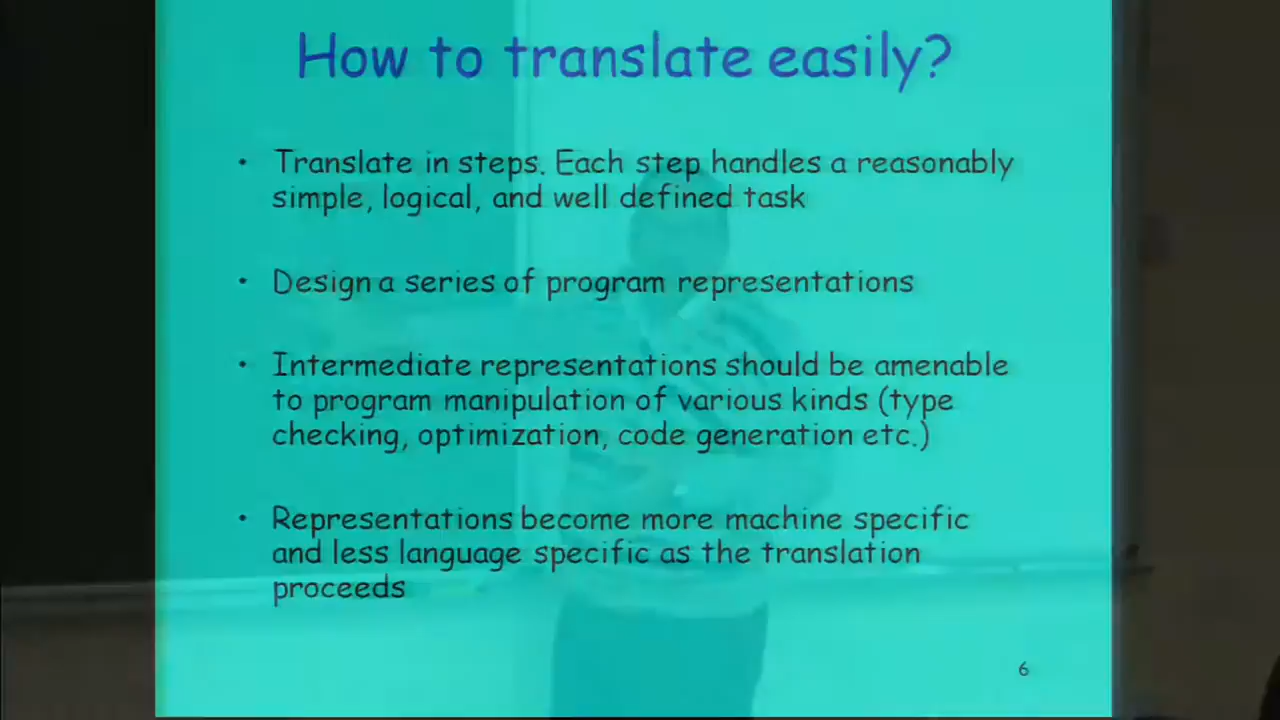 How to translate easily?
• Translate in steps. Each step handles a reasonably
simple, logical, and well defined task
• Design a series of program representations
• Intermediate representations should be amenable
to program manipulation of various kinds (type
checking, optimization, code generation etc.)
• Representations become more machine specific
and less language specific as the translation
proceeds
6